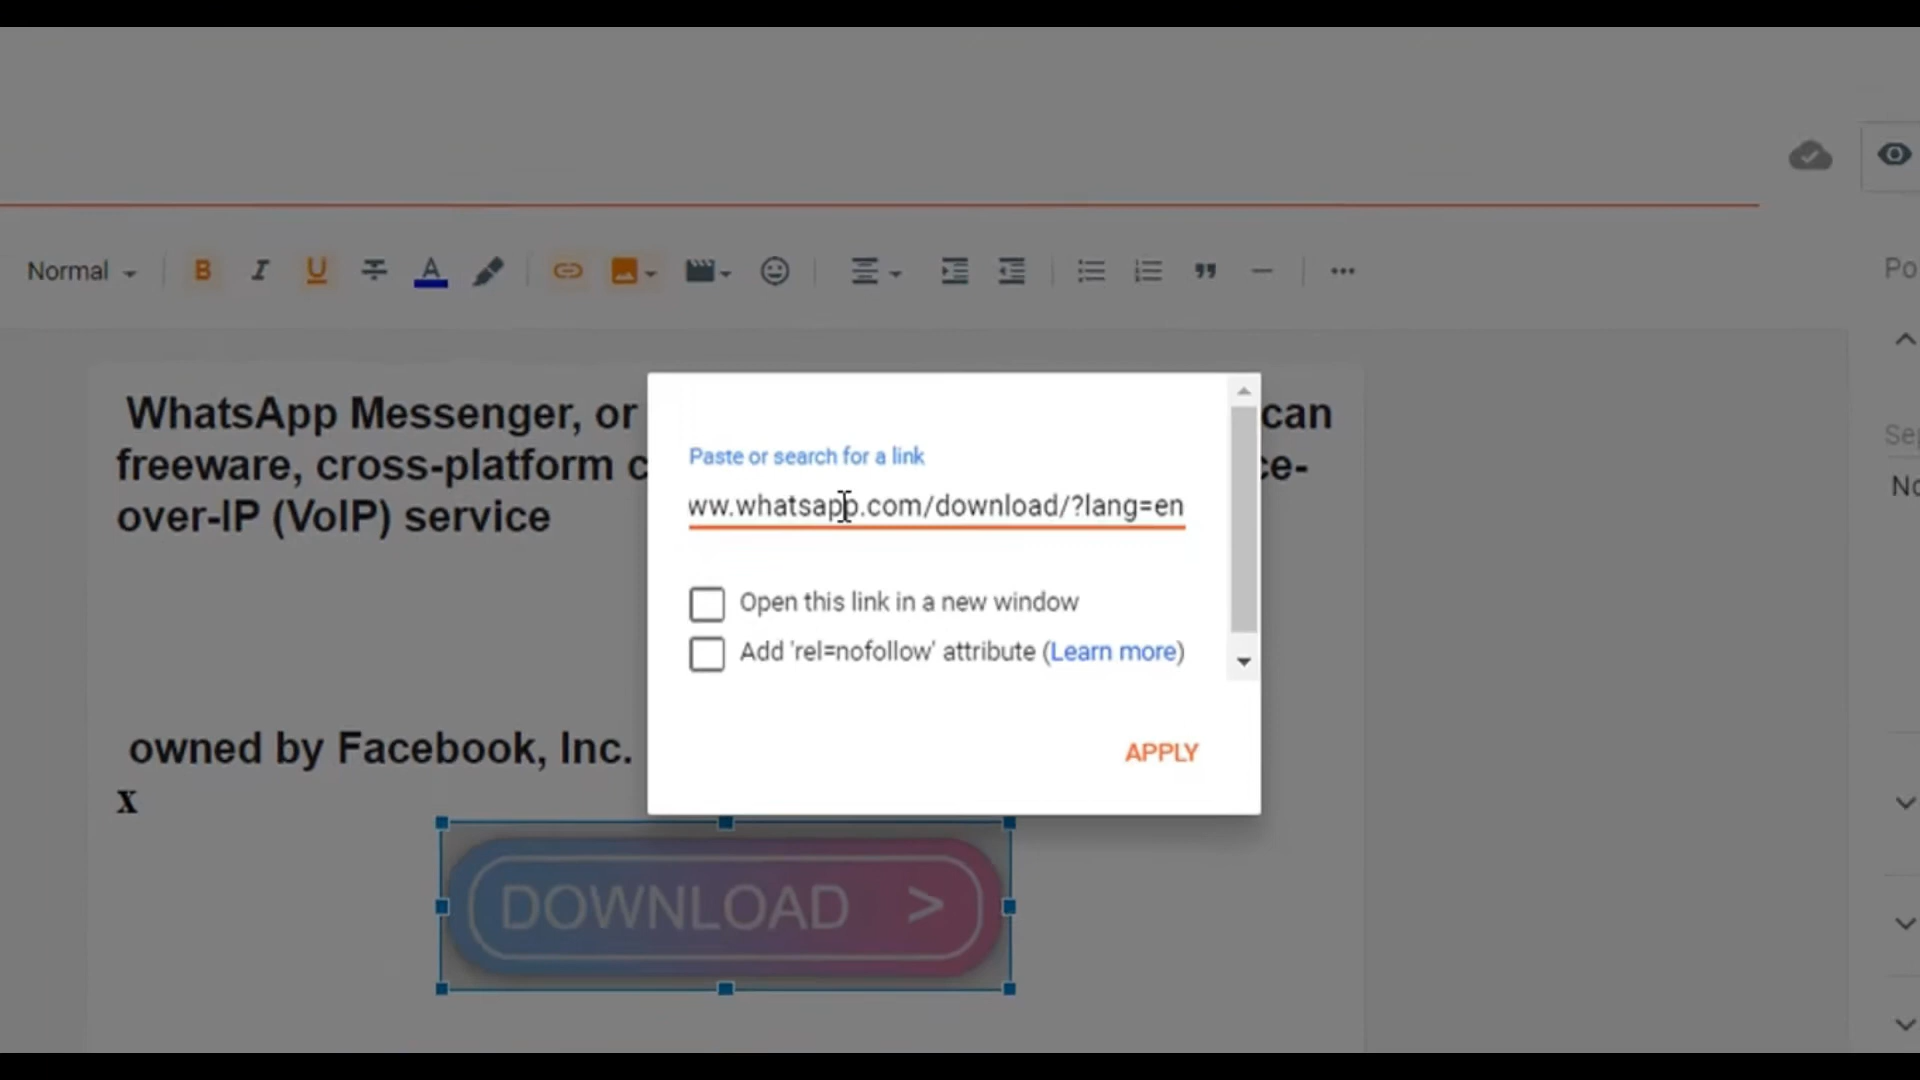 Po
Normal
B I U A
Se
No
WhatsApp Messenger, or can
freeware, cross-platform c ce-
over-IP (VoIP) service
Paste or search for a link
ww.whatsapp.com/download/?lang=en
Open this link in a new window
Add 'rel=nofollow' attribute (Learn more)
APPLY
owned by Facebook, Inc.
x
DOWNLOAD >